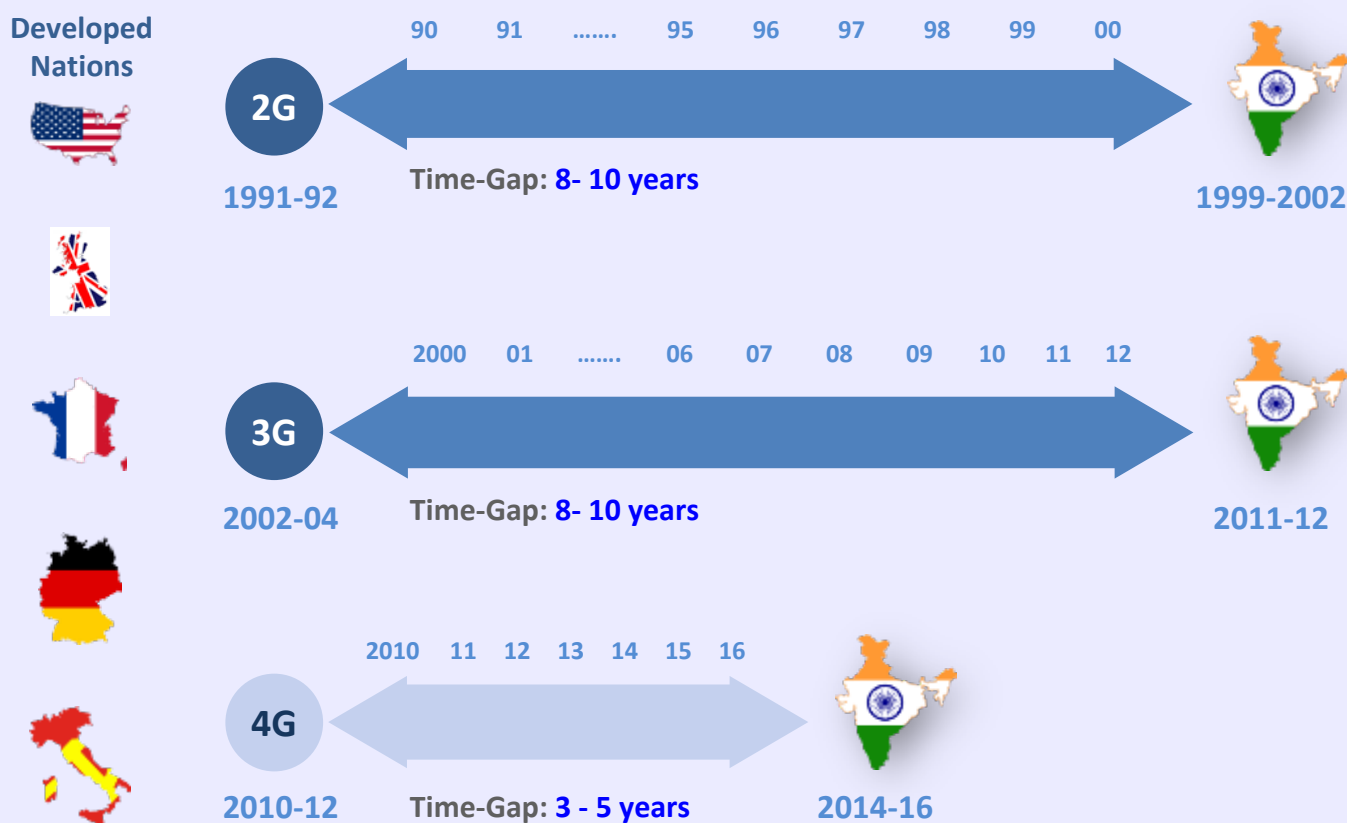 Developed
Nations
90 91 ....... 95 96 97 98 99 00
2G
Time-Gap: 8- 10 years
1991-92
1999-2002
2000 01 ....... 06 07 08 09 10 11 12
3G
Time-Gap: 8- 10 years
2002-04
2011-12
2010 11 12 13 14 15 16
4G
2010-12
Time-Gap: 3 - 5 years
2014-16